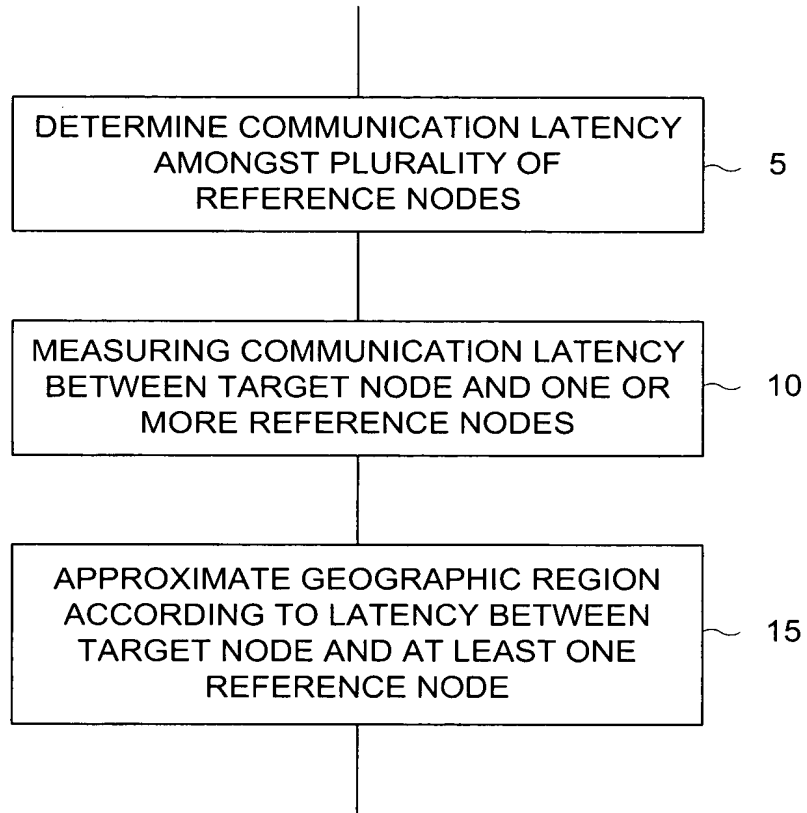 DETERMINE COMMUNICATION LATENCY
AMONGST PLURALITY OF
REFERENCE NODES
5
MEASURING COMMUNICATION LATENCY
BETWEEN TARGET NODE AND ONE OR
MORE REFERENCE NODES
10
APPROXIMATE GEOGRAPHIC REGION
ACCORDING TO LATENCY BETWEEN
TARGET NODE AND AT LEAST ONE
REFERENCE NODE
15